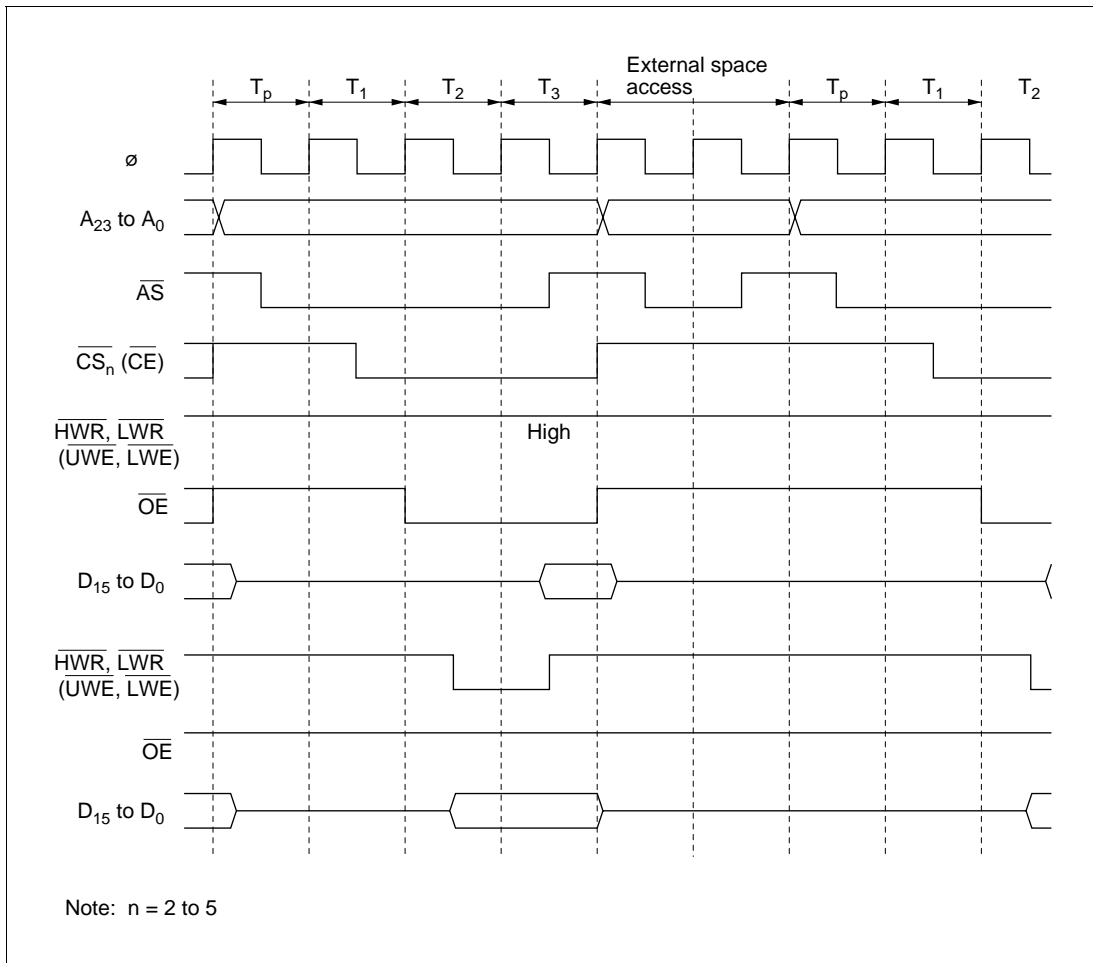 External space
access
Tp T1 T2 T3 Tp T1 T2
ø
A23 to A0
AS
CSn (CE)
HWR, LWR
(UWE, LWE)
High
OE
D15 to D0
HWR, LWR
(UWE, LWE)
OE
D15 to D0
Note: n = 2 to 5